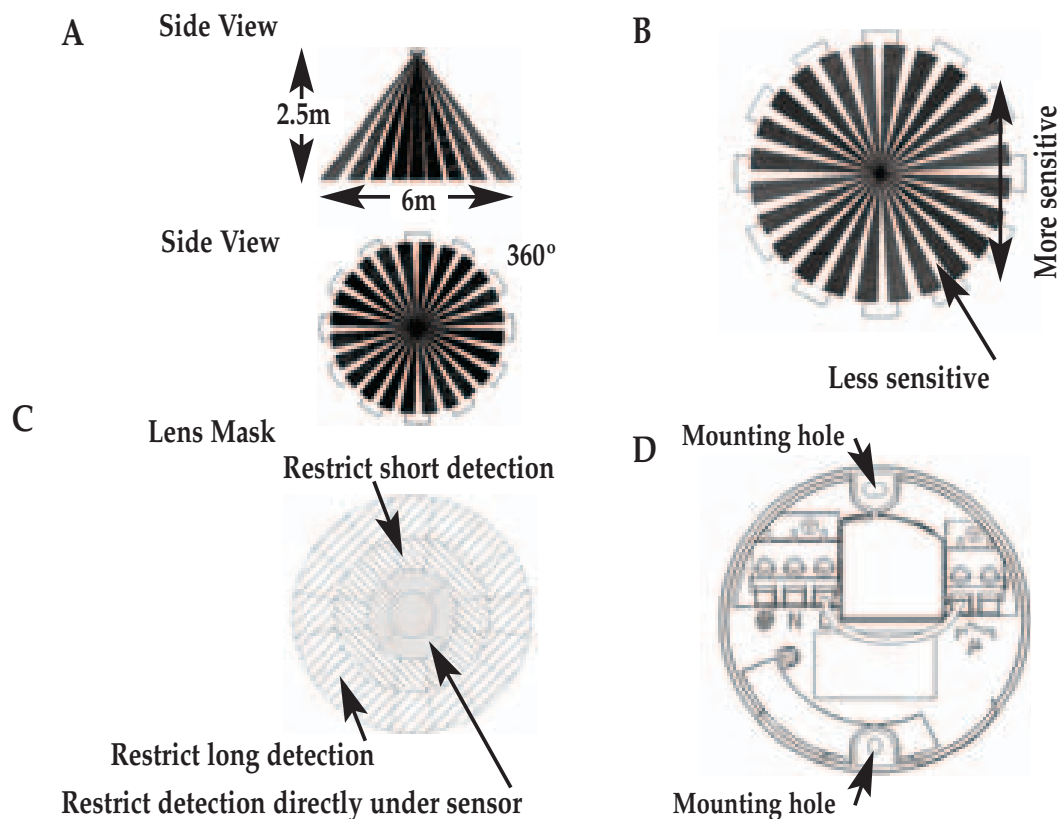 A
Side View
2.5m
6m
Side View
360º
B
More sensitive
Less sensitive
C
Lens Mask
Restrict short detection
Restrict long detection
Restrict detection directly under sensor
D
Mounting hole
N
Mounting hole